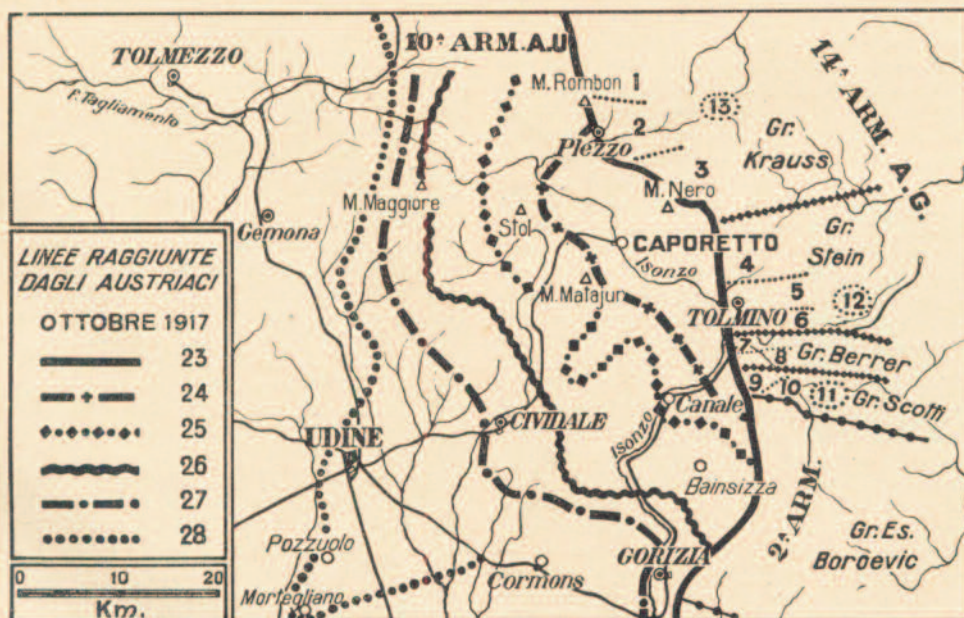 10ª ARM. A.U
TOLMEZZO
F. Tagliamento
M. Rombon
1
13
14ª ARM. A. G.
2
Plezzo
Gr. Krauss
3
M. Nero
M. Maggiore
Gemona
Stol
CAPORETTO
Isonzo
Gr. Stein
4
M. Matajur
5
12
TOLMINO
6
7
8
Gr. Berrer
9
10
11
Gr. Scotti
Canale
Isonzo
CIVIDALE
UDINE
Bainsizza
2ª ARM.
Gr. Es. Boroevic
GORIZIA
Pozzuolo
Cormons
Mortegliano
LINEE RAGGIUNTE
DAGLI AUSTRIACI
OTTOBRE 1917
23
24
25
26
27
28
0 10 20
Km.